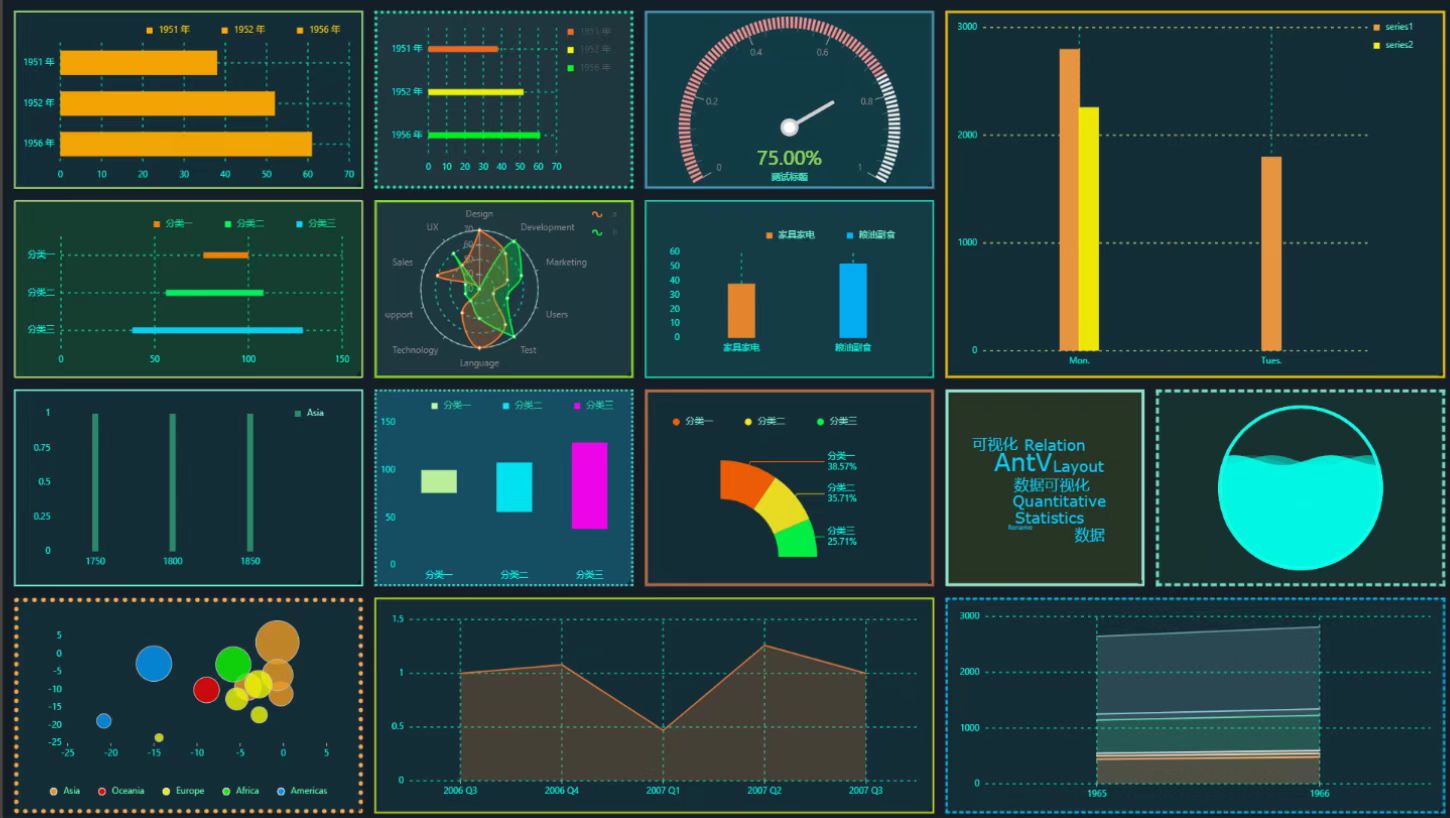 1951 年 1952 年 1956 年
1951 年
1952 年
1956 年
0 10 20 30 40 50 60 70
1951 年
1952 年
1956 年
1951 年
1952 年
1956 年
0 10 20 30 40 50 60 70
0
0.2
0.4
0.6
0.8
1
75.00%
测试标题
3000
2000
1000
0
Mon. Tues.
series1
series2
分类一 分类二 分类三
分类一
分类二
分类三
0 50 100 150
Design
Development
Marketing
Users
Test
Language
Technology
upport
Sales
UX
70
60
家具家电 粮油副食
60
50
40
30
20
10
0
家具家电 粮油副食
Asia
1
0.75
0.5
0.25
0
1750 1800 1850
分类一 分类二 分类三
150
100
50
0
分类一 分类二 分类三
分类一 分类二 分类三
分类一
38.57%
分类二
35.71%
分类三
25.71%
可视化 Relation
AntV Layout
数据可视化
Quantitative
Statistics
数据
5
0
-5
-10
-15
-20
-25
-25 -20 -15 -10 -5 0 5
Asia Oceania Europe Africa Americas
1.5
1
0.5
0
2006 Q3 2006 Q4 2007 Q1 2007 Q2 2007 Q3
3000
2000
1000
0
1965 1966